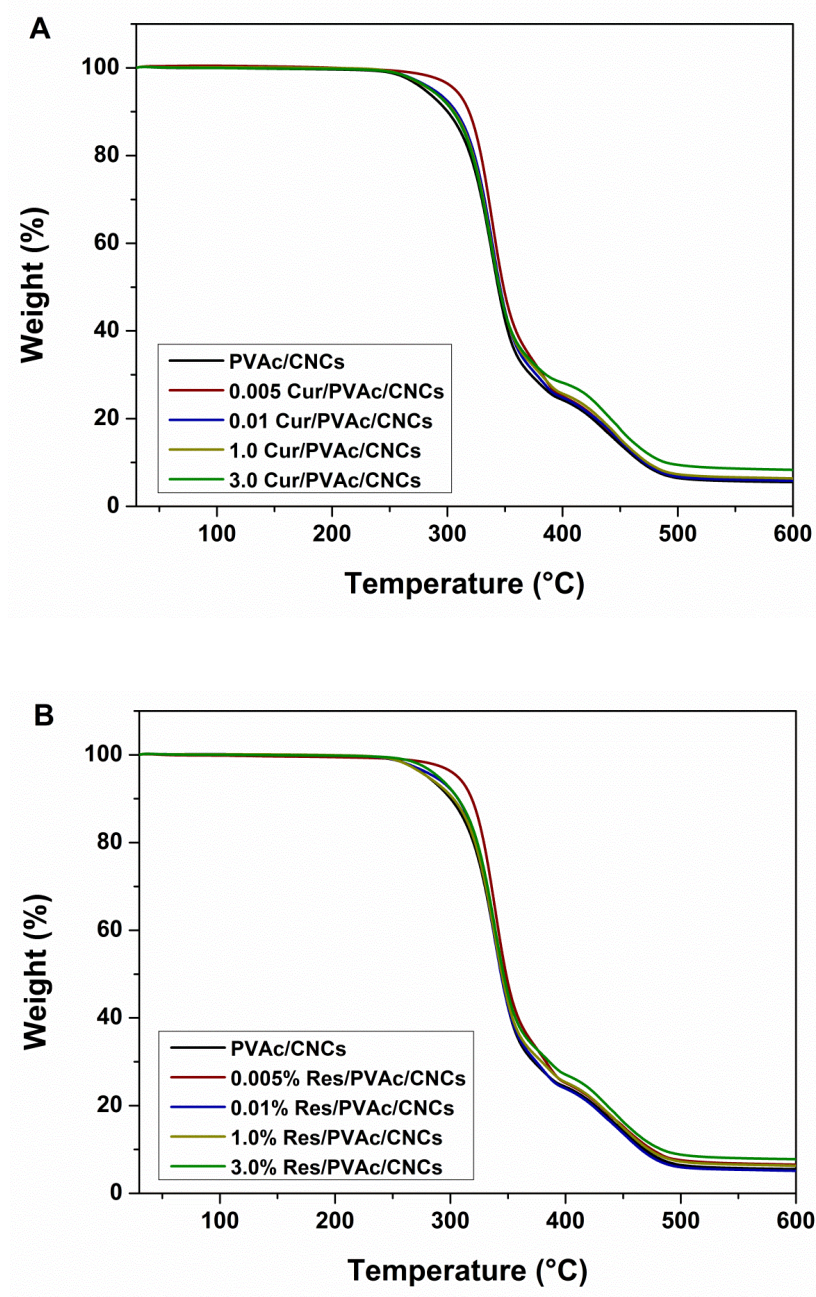 A
100
80
60
40
20
0
Weight (%)
PVAc/CNCs
0.005 Cur/PVAc/CNCs
0.01 Cur/PVAc/CNCs
1.0 Cur/PVAc/CNCs
3.0 Cur/PVAc/CNCs
100 200 300 400 500 600
Temperature (°C)
B
100
80
60
40
20
0
Weight (%)
PVAc/CNCs
0.005% Res/PVAc/CNCs
0.01% Res/PVAc/CNCs
1.0% Res/PVAc/CNCs
3.0% Res/PVAc/CNCs
100 200 300 400 500 600
Temperature (°C)